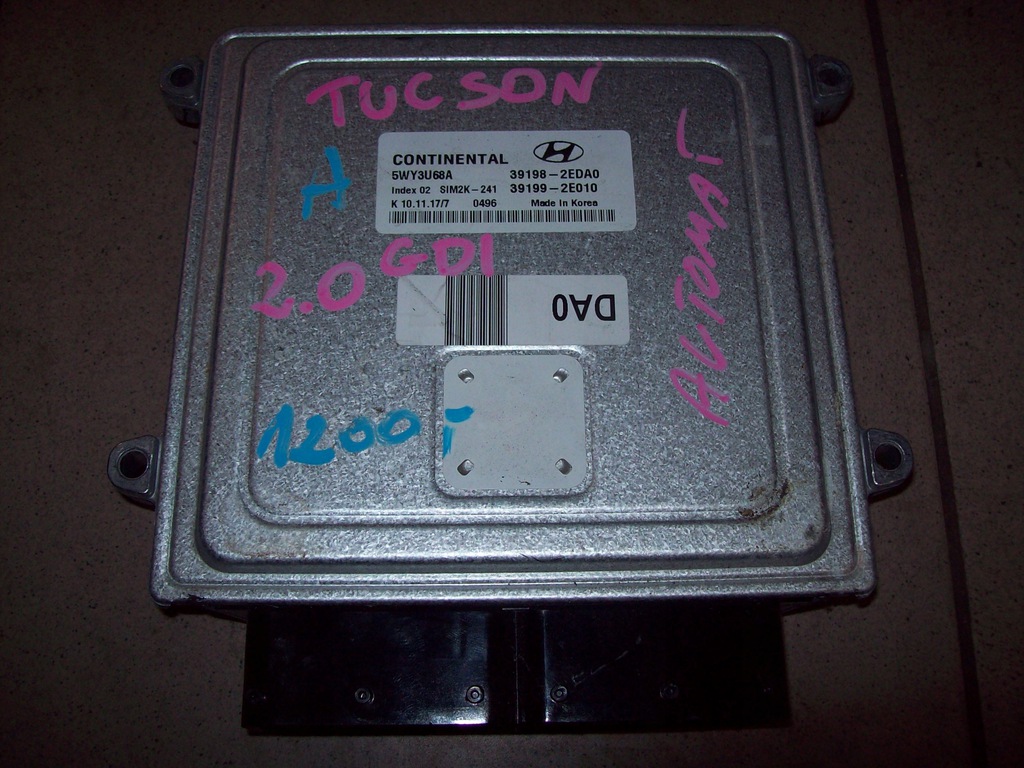 TUCSON
A
CONTINENTAL
5WY3U68A 39198-2EDA0
Index 02 SIM2K-241 39199-2E010
K 10.11.17/7 0496 Made In Korea
AUTOMAT
2.0 GDI
DA0
1200